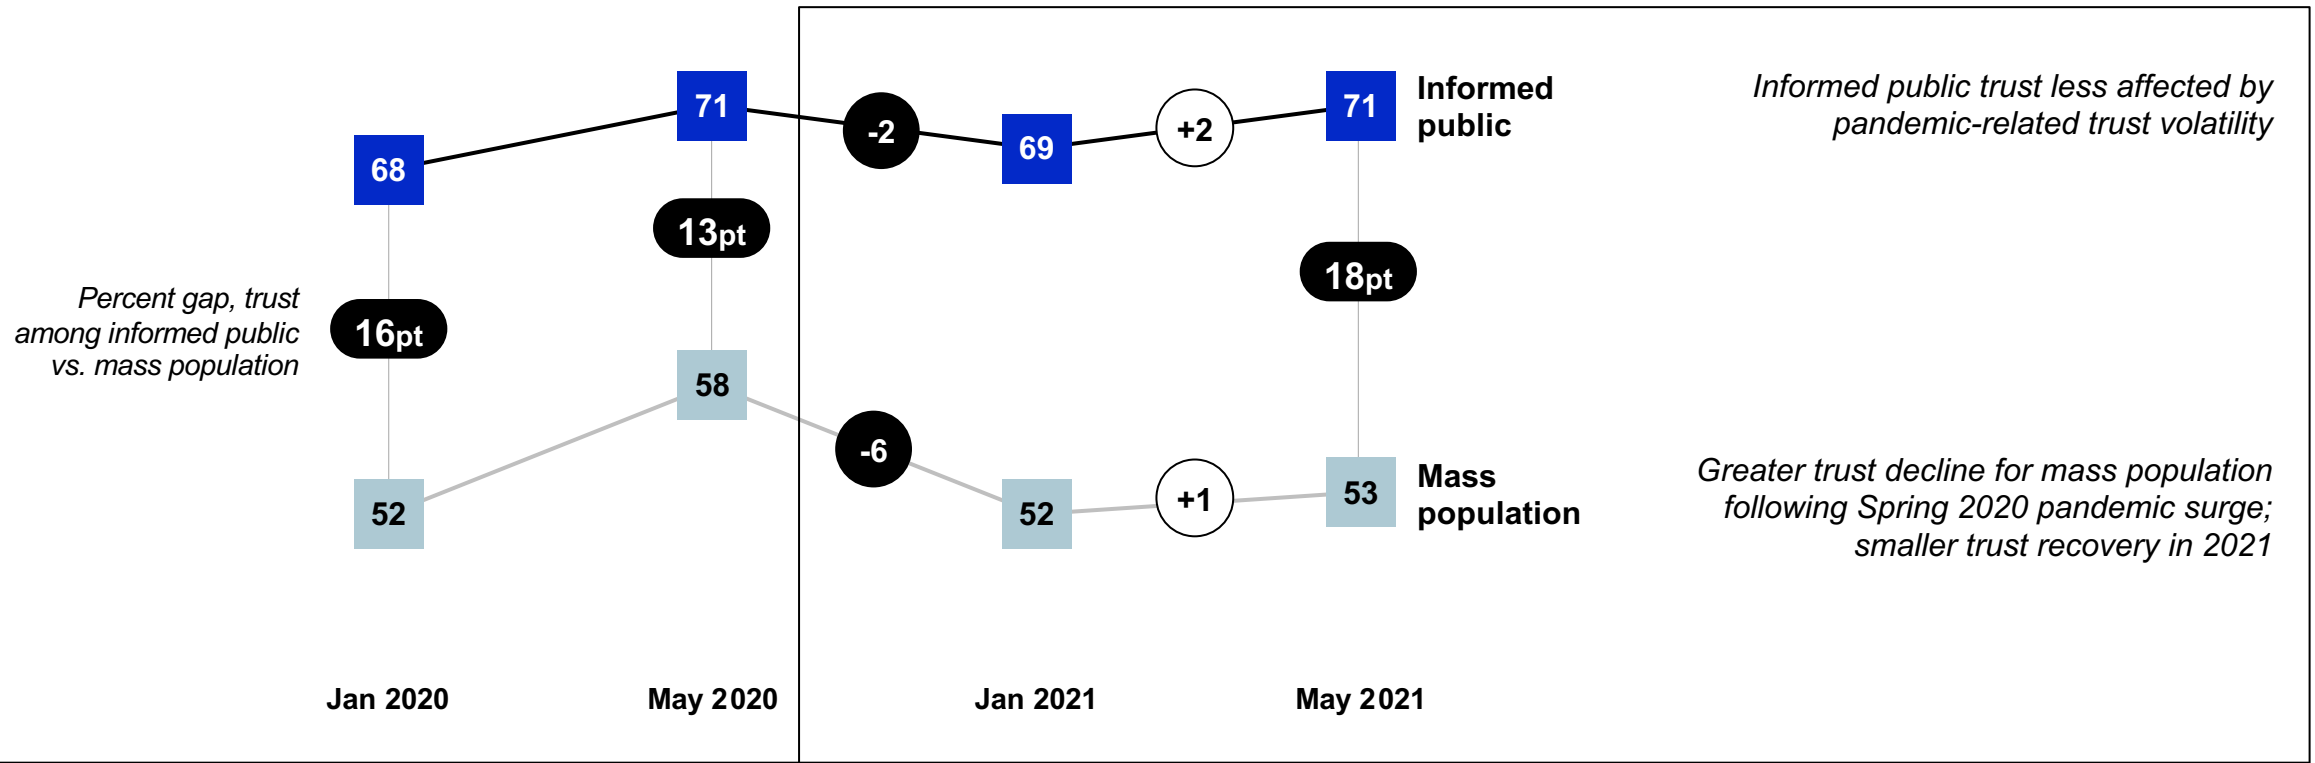 71
-2
69
+2
71
Informed
public
Informed public trust less affected by
pandemic-related trust volatility
68
13pt
18pt
Percent gap, trust
among informed public
vs. mass population
16pt
58
-6
52
52
+1
53
Mass
population
Greater trust decline for mass population
following Spring 2020 pandemic surge;
smaller trust recovery in 2021
Jan 2020
May 2020
Jan 2021
May 2021